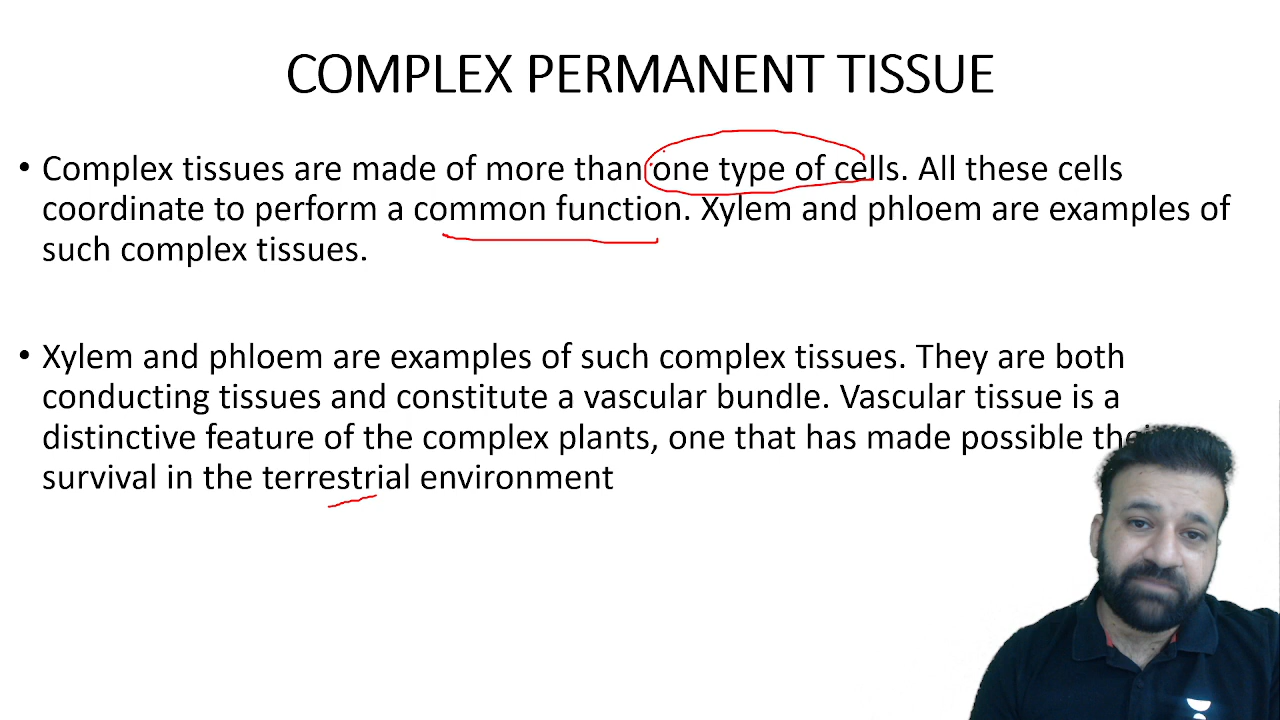 COMPLEX PERMANENT TISSUE
• Complex tissues are made of more than one type of cells. All these cells
coordinate to perform a common function. Xylem and phloem are examples of
such complex tissues.
• Xylem and phloem are examples of such complex tissues. They are both
conducting tissues and constitute a vascular bundle. Vascular tissue is a
distinctive feature of the complex plants, one that has made possible their
survival in the terrestrial environment